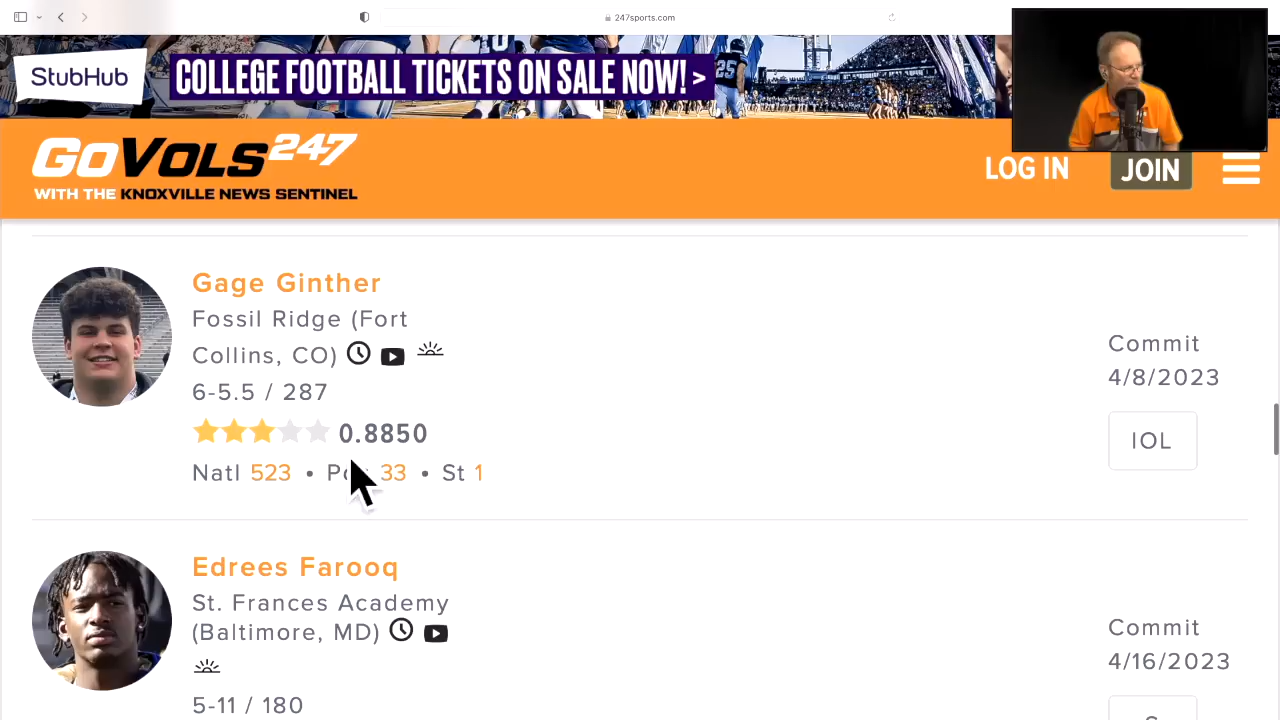 247sports.com
StubHub
COLLEGE FOOTBALL TICKETS ON SALE NOW! >
25
GOVOLS247
WITH THE KNOXVILLE NEWS SENTINEL
LOG IN
JOIN
Gage Ginther
Fossil Ridge (Fort
Collins, CO)
6-5.5 / 287
0.8850
Natl 523 • 33 • St 1
Commit
4/8/2023
IOL
Edrees Farooq
St. Frances Academy
(Baltimore, MD)
5-11 / 180
Commit
4/16/2023